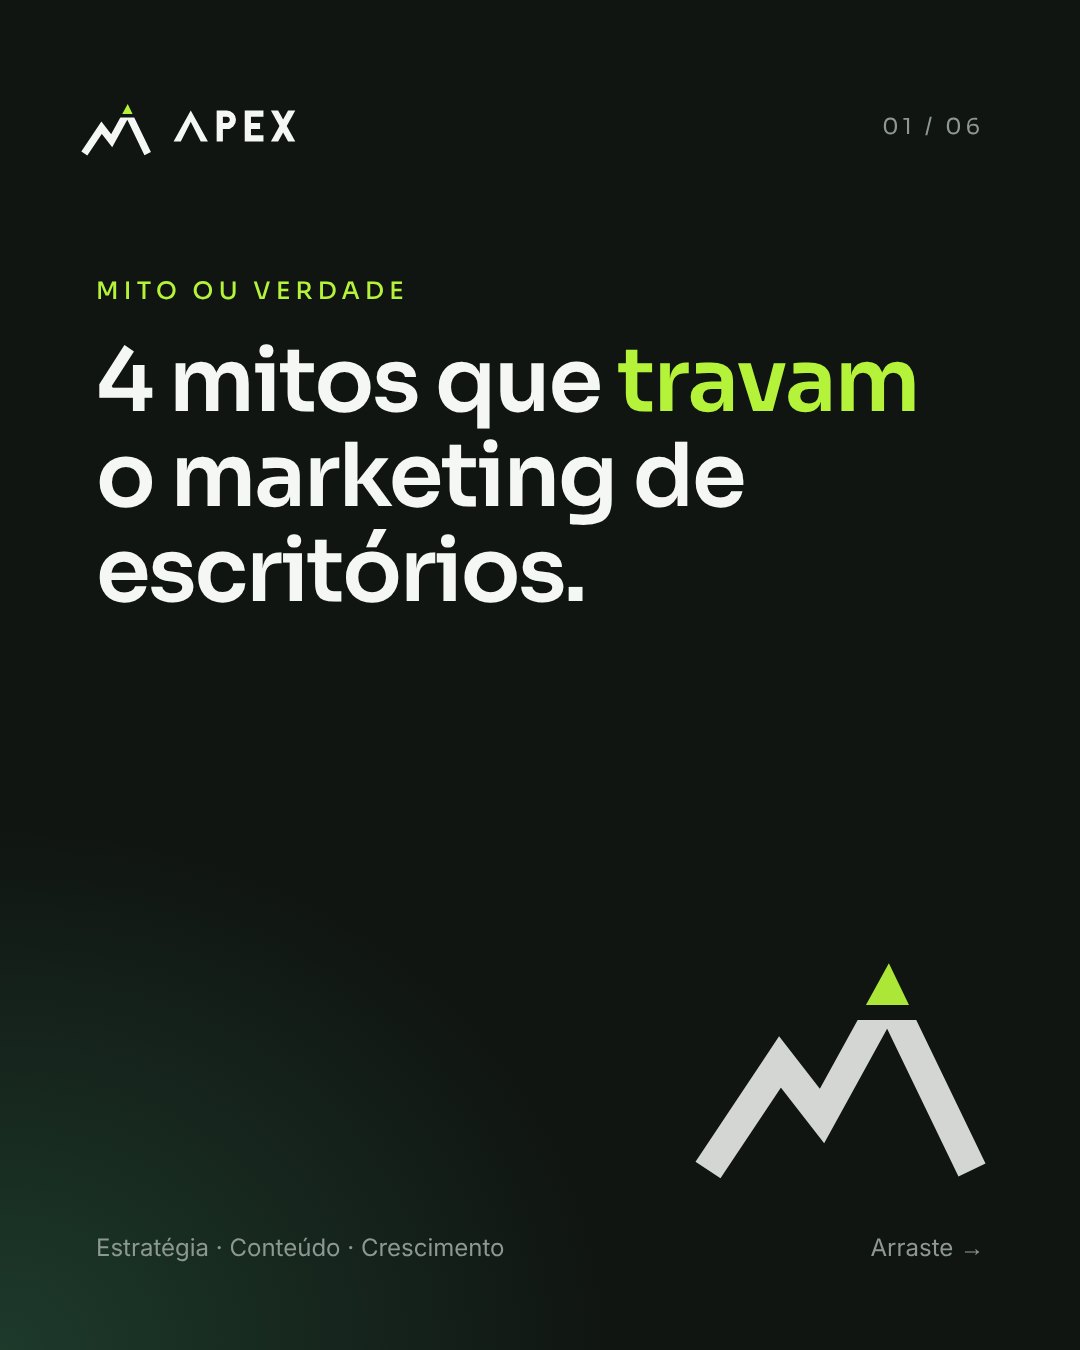 APEX
01 / 06
MITO OU VERDADE
4 mitos que travam
o marketing de
escritórios.
Estratégia · Conteúdo · Crescimento
Arraste →